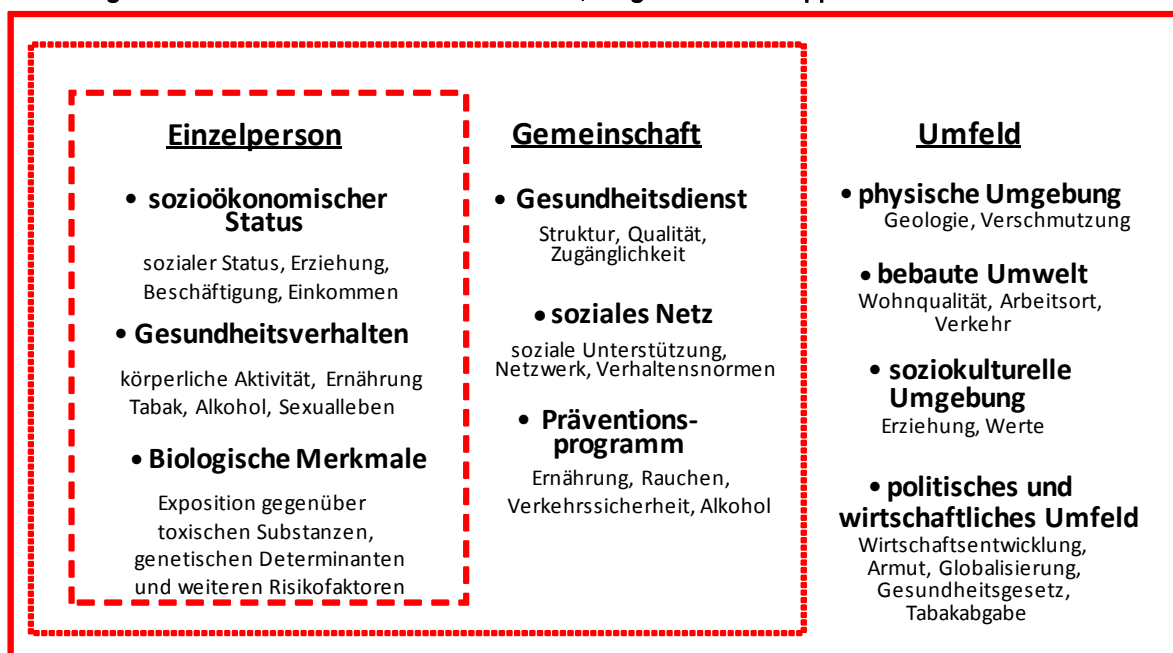 Einzelperson
• sozioökonomischer
Status
sozialer Status, Erziehung,
Beschäftigung, Einkommen
• Gesundheitsverhalten
körperliche Aktivität, Ernährung
Tabak, Alkohol, Sexualleben
• Biologische Merkmale
Exposition gegenüber
toxischen Substanzen,
genetischen Determinanten
und weiteren Risikofaktoren
Gemeinschaft
• Gesundheitsdienst
Struktur, Qualität,
Zugänglichkeit
• soziales Netz
soziale Unterstützung,
Netzwerk, Verhaltensnormen
• Präventions-
programm
Ernährung, Rauchen,
Verkehrssicherheit, Alkohol
Umfeld
• physische Umgebung
Geologie, Verschmutzung
• bebaute Umwelt
Wohnqualität, Arbeitsort,
Verkehr
• soziokulturelle
Umgebung
Erziehung, Werte
• politisches und
wirtschaftliches Umfeld
Wirtschaftsentwicklung,
Armut, Globalisierung,
Gesundheitsgesetz,
Tabakabgabe